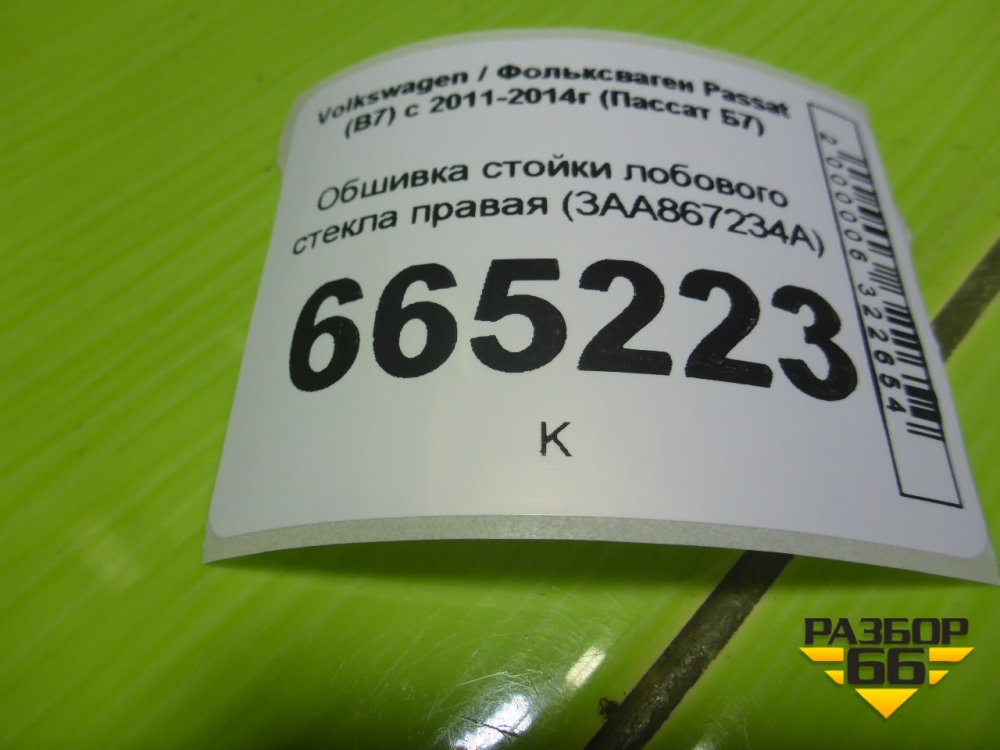 Volkswagen / Фольксваген Passat
(B7) с 2011-2014г (Пассат Б7)
Обшивка стойки лобового
стекла правая (3AA867234A)
665223
К
2000006322654
РАЗБОР
66